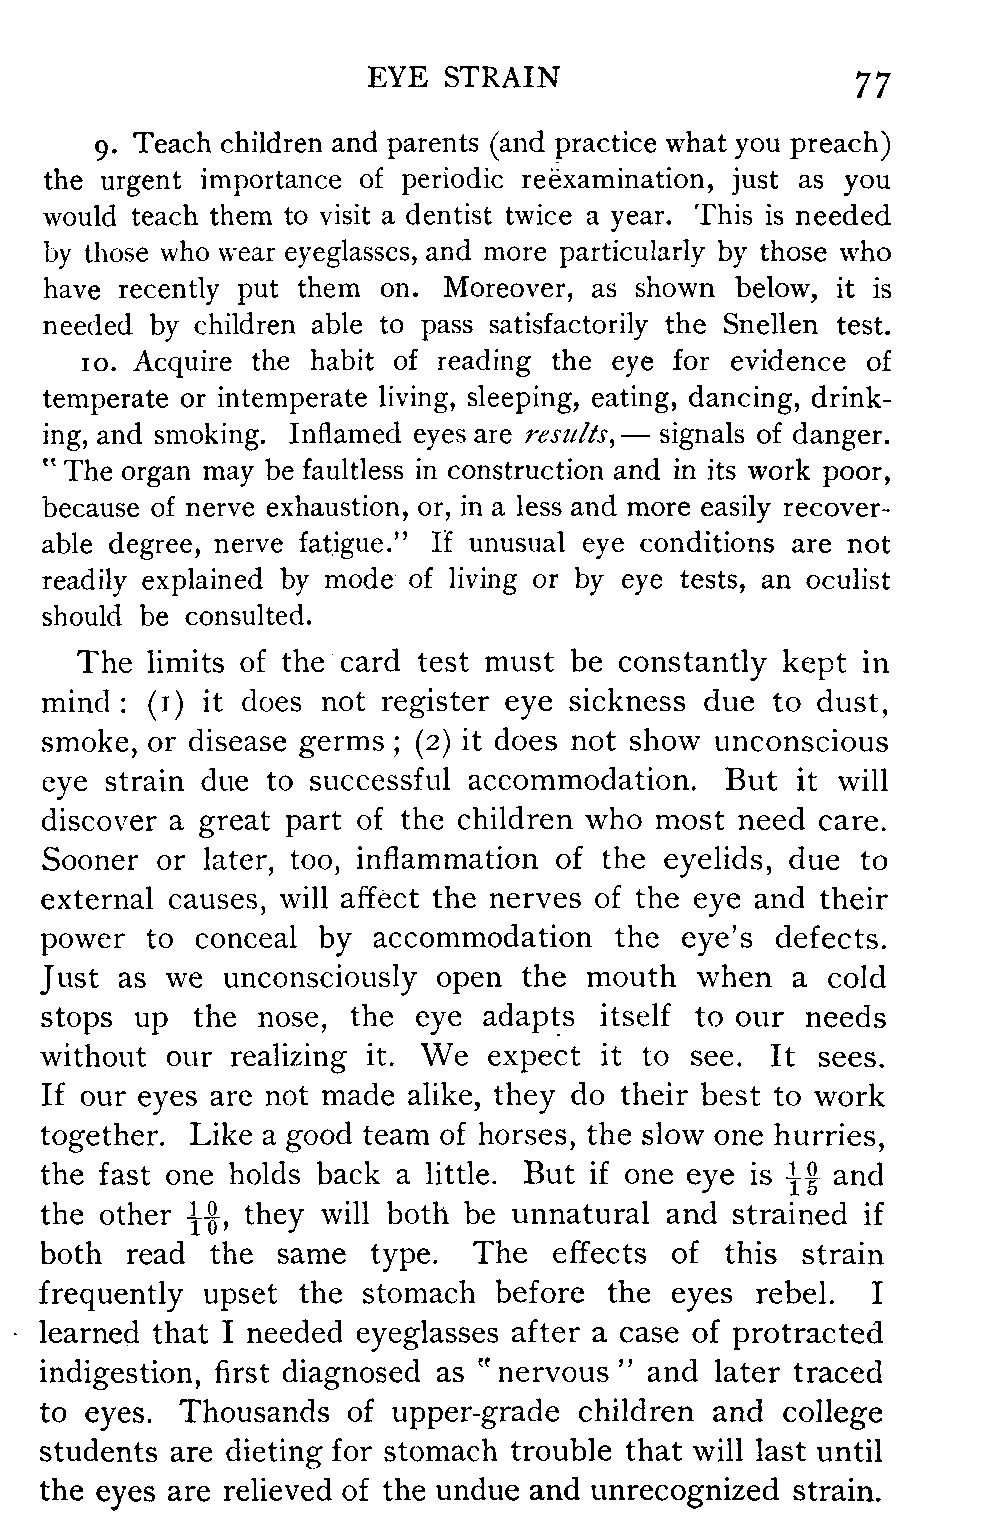 EYE STRAIN 77
9. Teach children and parents (and practice what you preach)
the urgent importance of periodic reëxamination, just as you
would teach them to visit a dentist twice a year. This is needed
by those who wear eyeglasses, and more particularly by those who
have recently put them on. Moreover, as shown below, it is
needed by children able to pass satisfactorily the Snellen test.
10. Acquire the habit of reading the eye for evidence of
temperate or intemperate living, sleeping, eating, dancing, drink-
ing, and smoking. Inflamed eyes are results, — signals of danger.
"The organ may be faultless in construction and in its work poor,
because of nerve exhaustion, or, in a less and more easily recover-
able degree, nerve fatigue." If unusual eye conditions are not
readily explained by mode of living or by eye tests, an oculist
should be consulted.
The limits of the card test must be constantly kept in
mind: (1) it does not register eye sickness due to dust,
smoke, or disease germs; (2) it does not show unconscious
eye strain due to successful accommodation. But it will
discover a great part of the children who most need care.
Sooner or later, too, inflammation of the eyelids, due to
external causes, will affect the nerves of the eye and their
power to conceal by accommodation the eye's defects.
Just as we unconsciously open the mouth when a cold
stops up the nose, the eye adapts itself to our needs
without our realizing it. We expect it to see. It sees.
If our eyes are not made alike, they do their best to work
together. Like a good team of horses, the slow one hurries,
the fast one holds back a little. But if one eye is 10/15 and
the other 10/10, they will both be unnatural and strained if
both read the same type. The effects of this strain
frequently upset the stomach before the eyes rebel. I
learned that I needed eyeglasses after a case of protracted
indigestion, first diagnosed as "nervous" and later traced
to eyes. Thousands of upper-grade children and college
students are dieting for stomach trouble that will last until
the eyes are relieved of the undue and unrecognized strain.